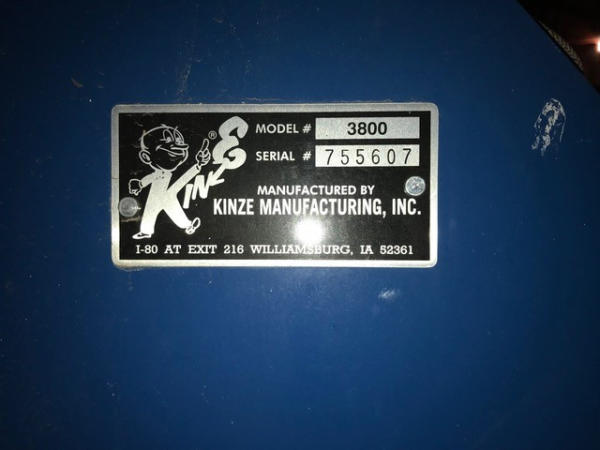 MODEL # 3800
SERIAL # 755607
KINZE ®
MANUFACTURED BY
KINZE MANUFACTURING, INC.
I-80 AT EXIT 216 WILLIAMSBURG, IA 52361